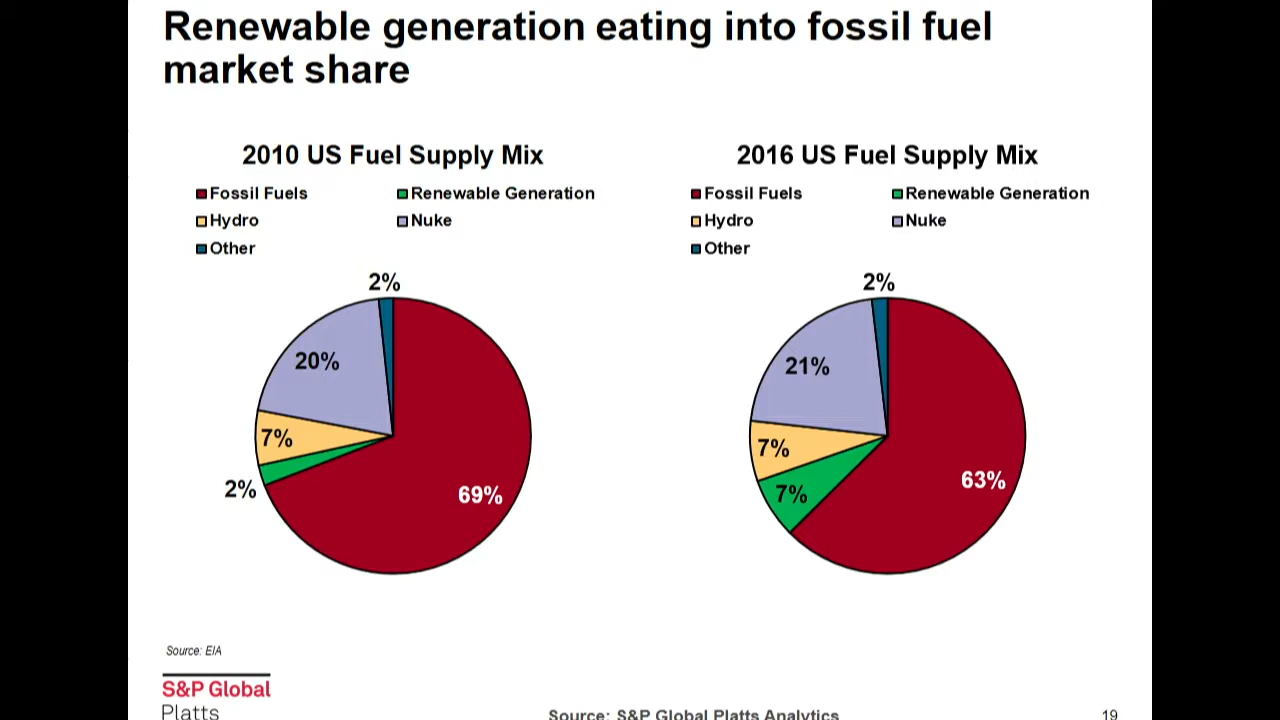 Renewable generation eating into fossil fuel
market share
2010 US Fuel Supply Mix
Fossil Fuels
Renewable Generation
Hydro
Nuke
Other
2%
20%
7%
2%
69%
2016 US Fuel Supply Mix
Fossil Fuels
Renewable Generation
Hydro
Nuke
Other
2%
21%
7%
7%
63%
Source: EIA
S&P Global
Platts
Source: S&P Global Platts Analytics
19